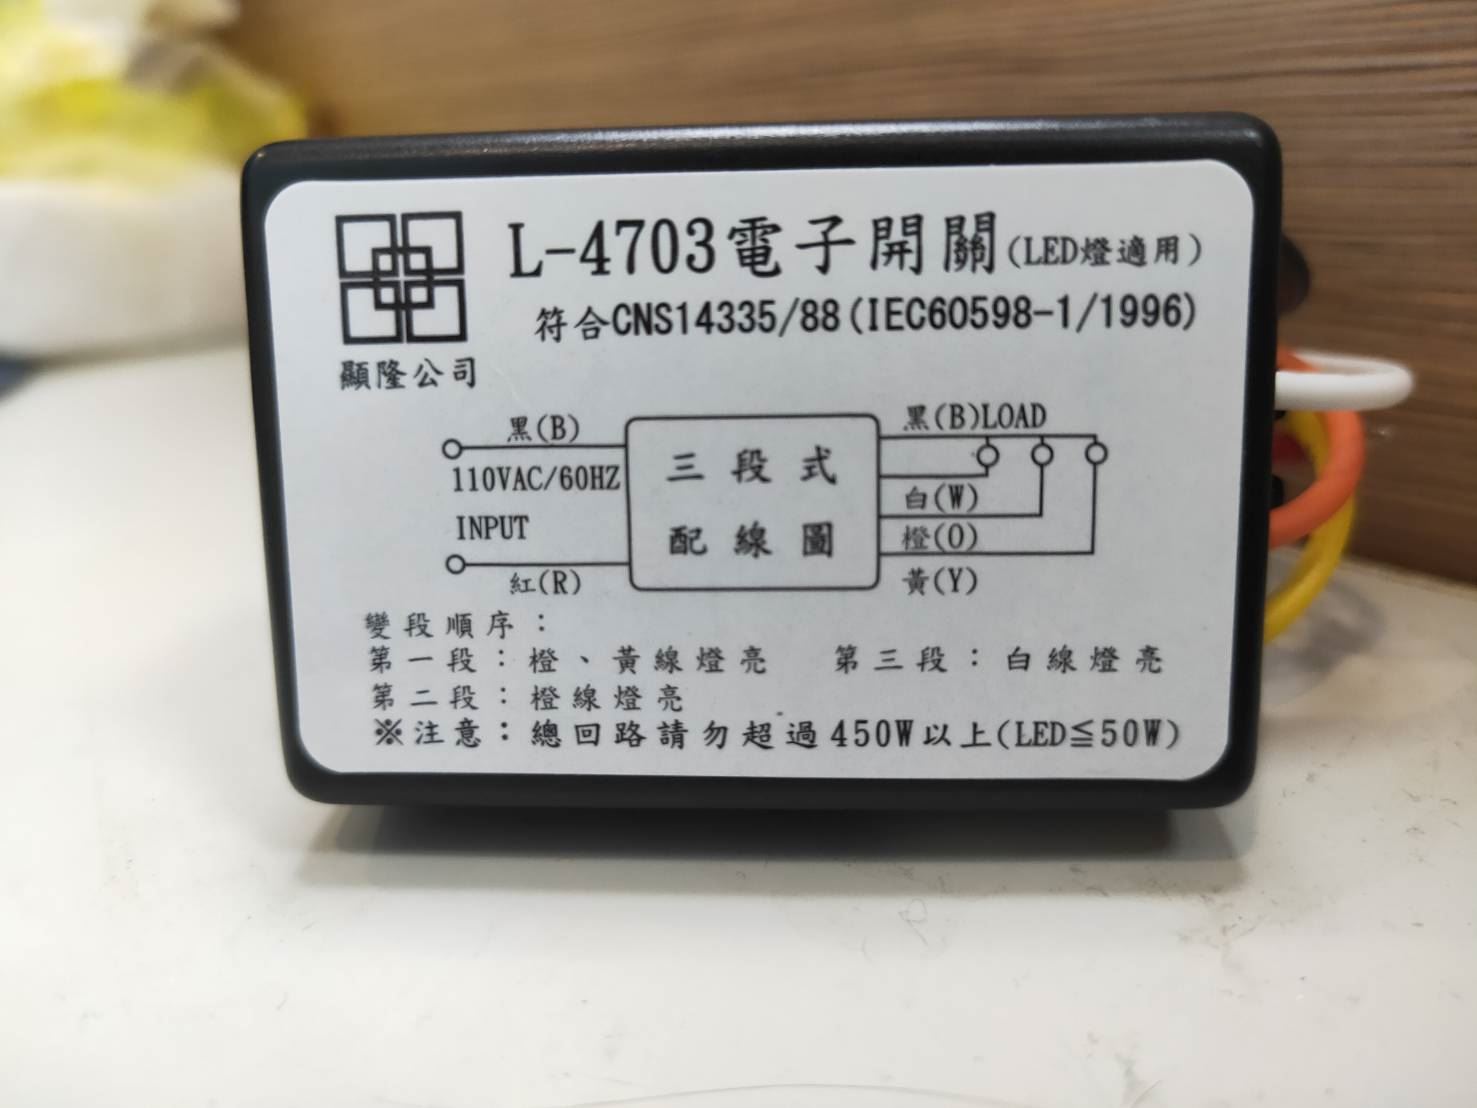 L-4703電子開關(LED燈適用)
符合CNS14335/88(IEC60598-1/1996)
顯隆公司
黑(B)
110VAC/60HZ
INPUT
紅(R)
三段式
配線圖
黑(B)LOAD
白(W)
橙(O)
黃(Y)
變段順序：
第一段：橙、黃線燈亮 第三段：白線燈亮
第二段：橙線燈亮
※注意：總回路請勿超過450W以上(LED≦50W)